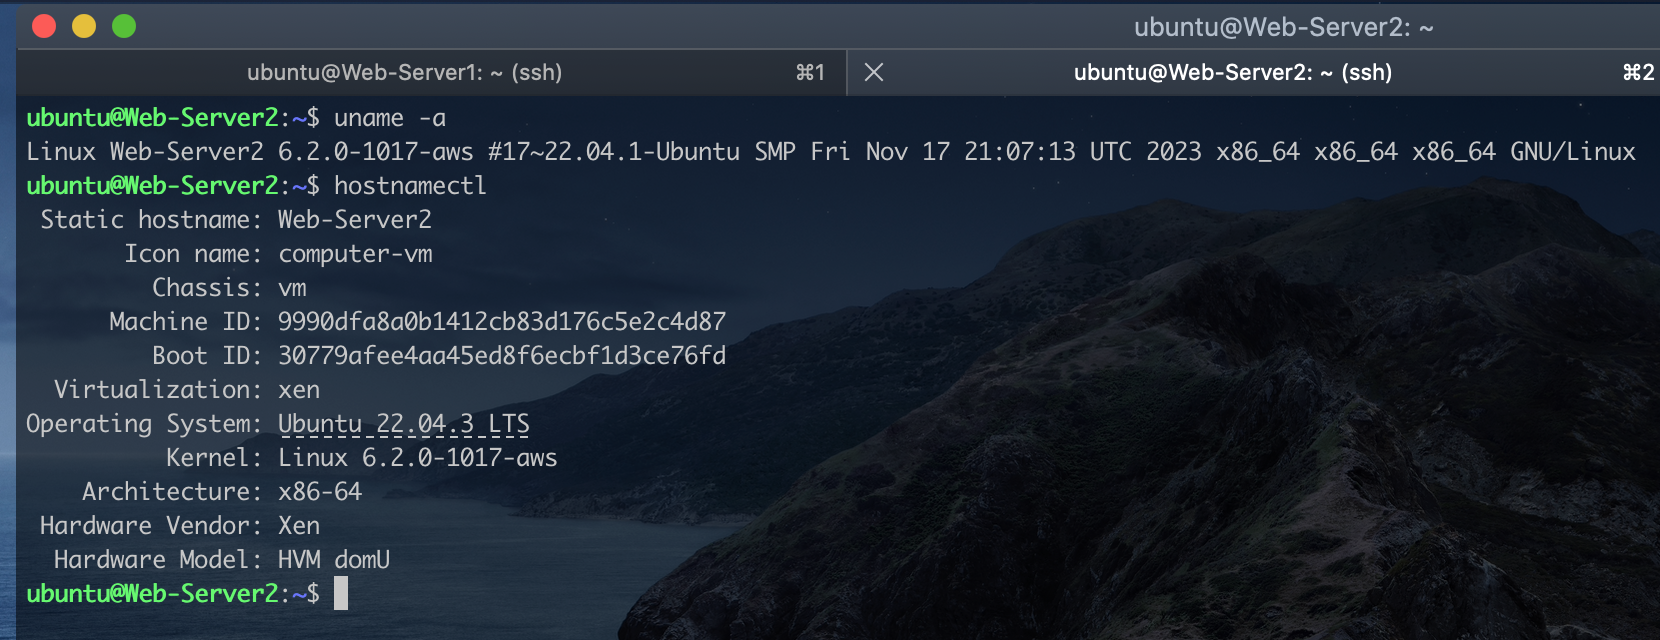 ubuntu@Web-Server2: ~
ubuntu@Web-Server1: ~ (ssh) ⌘1 ubuntu@Web-Server2: ~ (ssh) ⌘2
ubuntu@Web-Server2:~$ uname -a
Linux Web-Server2 6.2.0-1017-aws #17~22.04.1-Ubuntu SMP Fri Nov 17 21:07:13 UTC 2023 x86_64 x86_64 x86_64 GNU/Linux
ubuntu@Web-Server2:~$ hostnamectl
Static hostname: Web-Server2
Icon name: computer-vm
Chassis: vm
Machine ID: 9990dfa8a0b1412cb83d176c5e2c4d87
Boot ID: 30779afee4aa45ed8f6ecbf1d3ce76fd
Virtualization: xen
Operating System: Ubuntu 22.04.3 LTS
Kernel: Linux 6.2.0-1017-aws
Architecture: x86-64
Hardware Vendor: Xen
Hardware Model: HVM domU
ubuntu@Web-Server2:~$